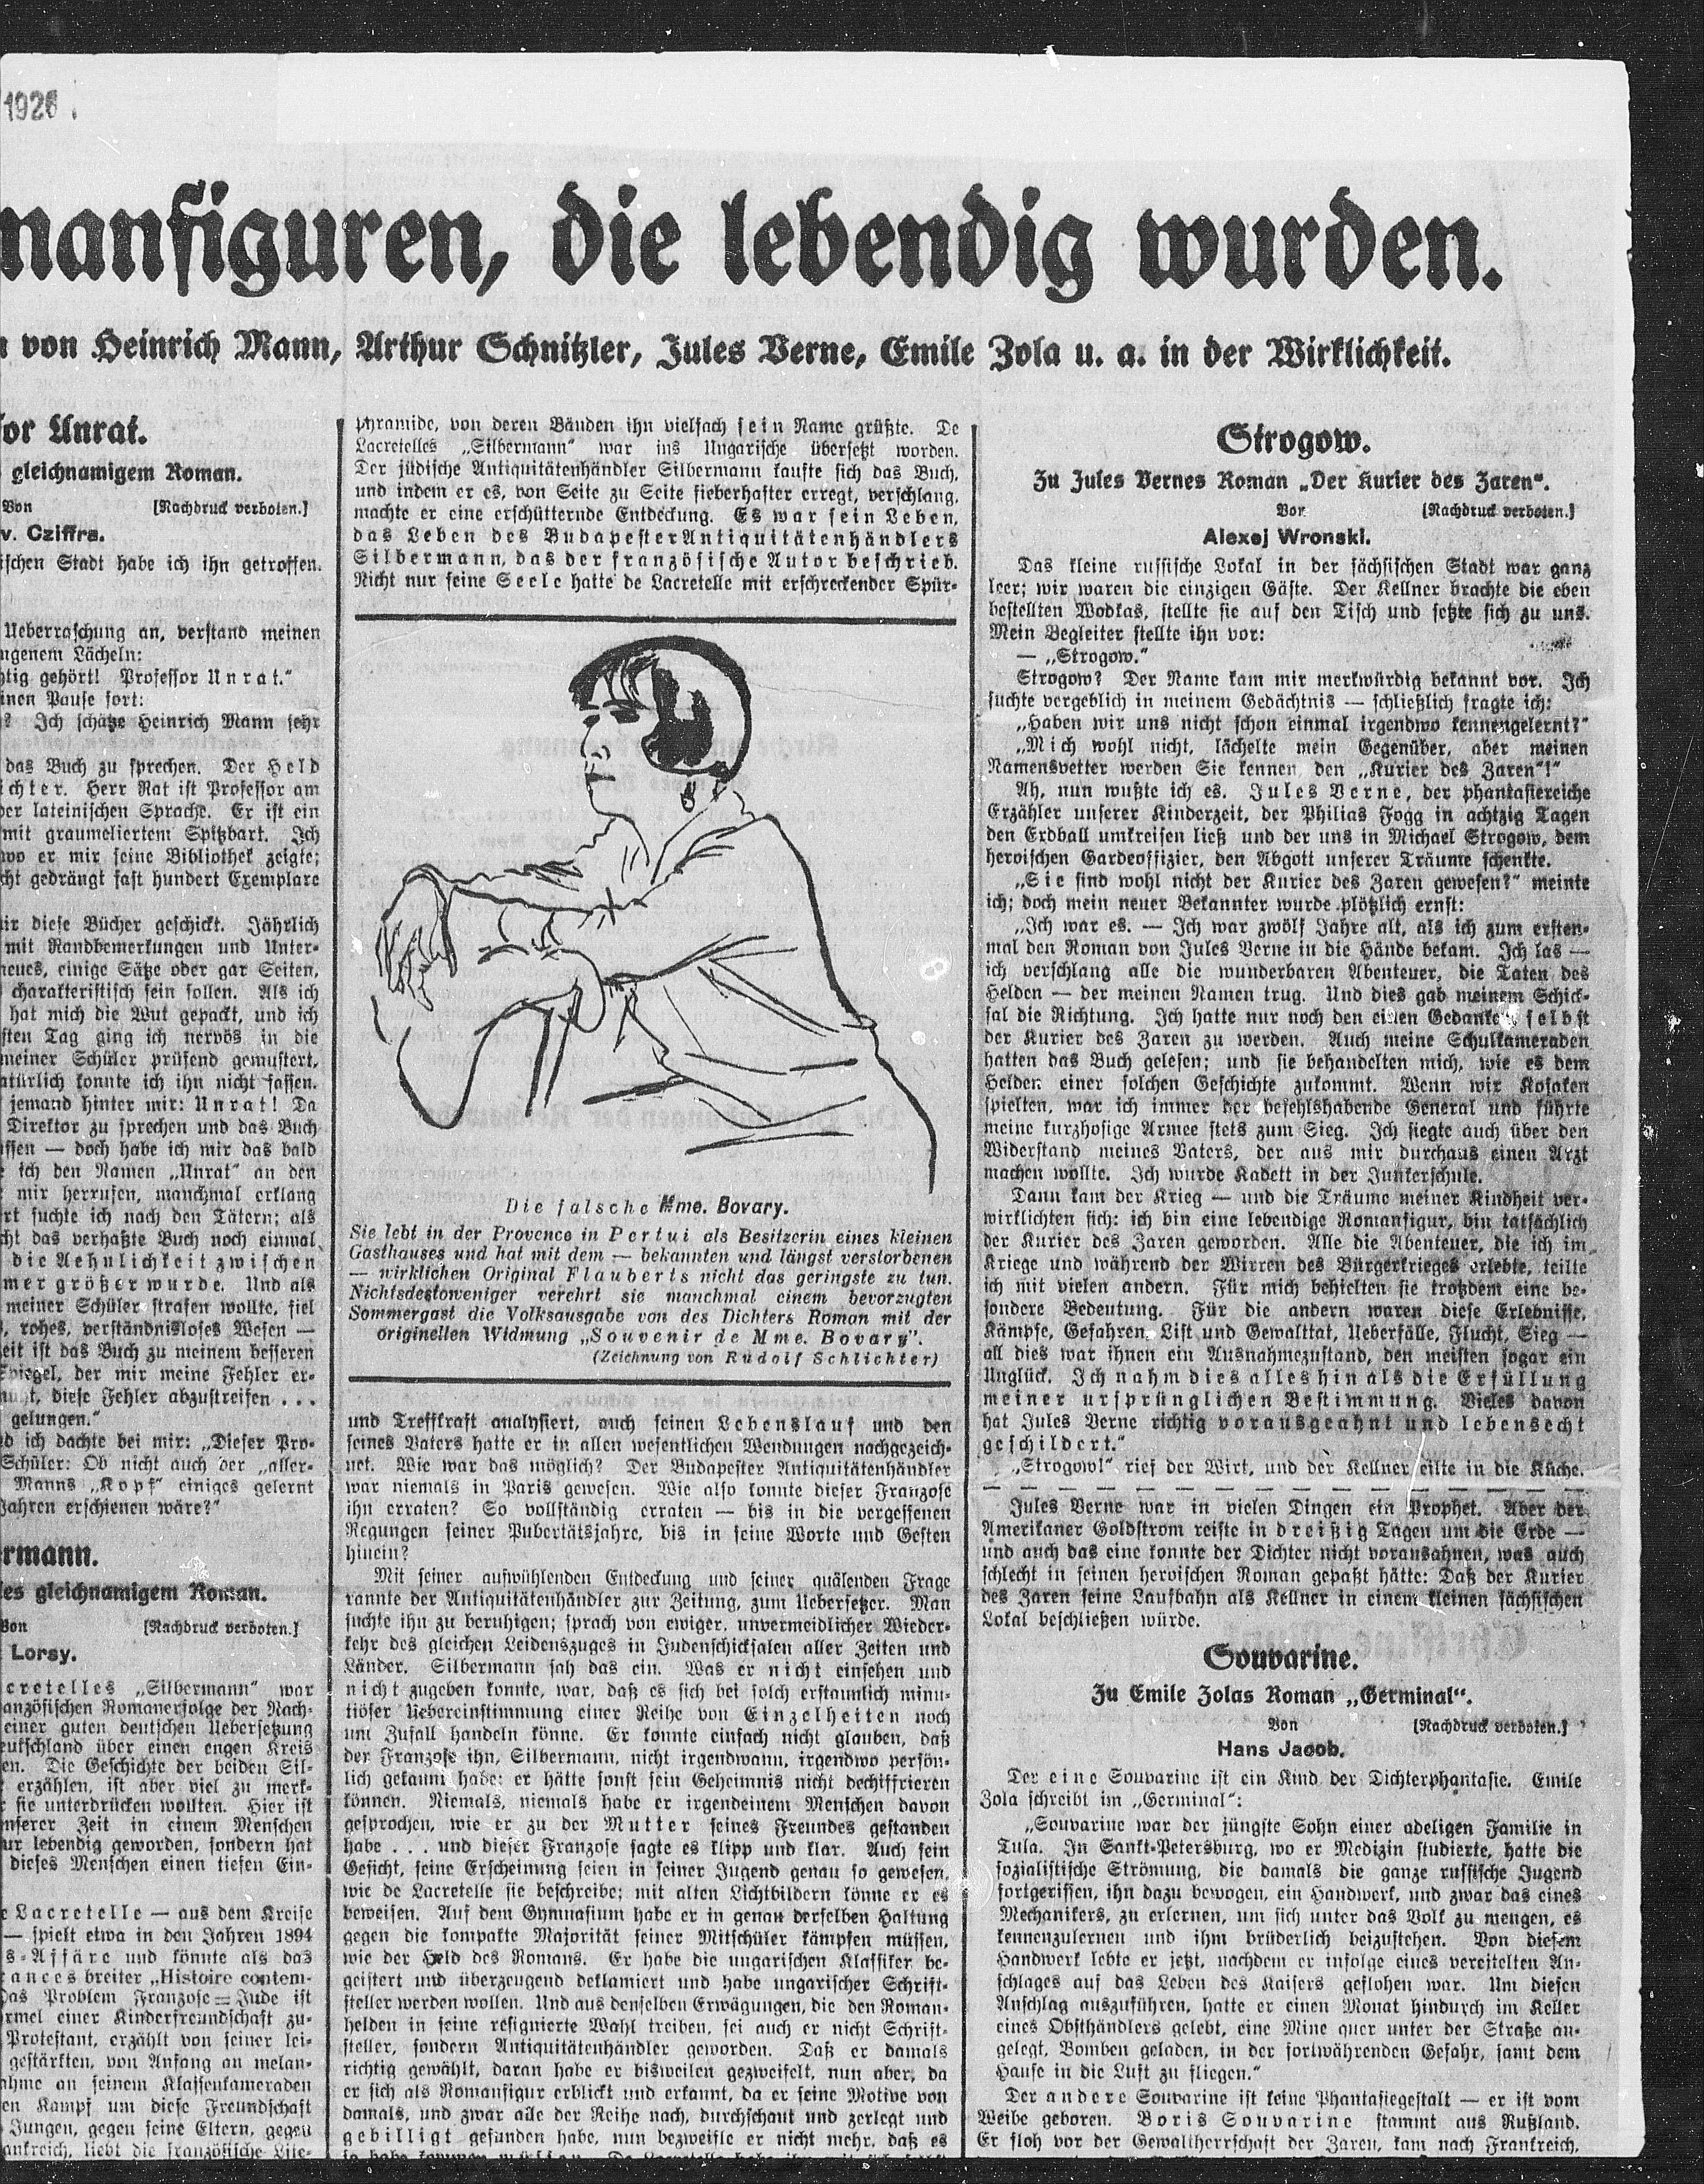 1926.
manfiguren, die lebendig wurden.
von Heinrich Mann, Arthur Schnitzler, Jules Verne, Emile Zola u. a. in der Wirklichkeit.
or Unrat.
gleichnamigem Roman.
Von [Nachdruck verboten.]
v. Cziffra.
ischen Stadt habe ich ihn getroffen.
Ueberraschung an, verstand meinen
ngenem Lächeln:
htig gehört! Professor Unrat."
inen Pause fort:
? Ich schätze Heinrich Mann sehr
das Buch zu sprechen. Der Held
ichter. Herr Rat ist Professor am
der lateinischen Sprache. Er ist ein
mit graumeliertem Spitzbart. Ich
wo er mir seine Bibliothek zeigte;
cht gedrängt fast hundert Exemplare
ir diese Bücher geschickt. Jährlich
mit Randbemerkungen und Unter-
neues, einige Sätze oder gar Seiten,
charakteristisch sein sollen. Als ich
hat mich die Wut gepackt, und ich
sten Tag ging ich nervös in die
meiner Schüler prüfend gemustert,
atürlich konnte ich ihn nicht fassen.
jemand hinter mir: Unrat! Da
Direktor zu sprechen und das Buch
ssen — doch habe ich mir das bald
ich den Namen „Unrat" an den
mir herrufen, manchmal erklang
rt suchte ich nach den Tätern; als
cht das verhaßte Buch noch einmal,
die Aehnlichkeit zwischen
mer größer wurde. Und als
meiner Schüler strafen wollte, fiel
, rohes, verständnisloses Wesen —
eit ist das Buch zu meinem besseren
Spiegel, der mir meine Fehler er-
, diese Fehler abzustreifen . . .
gelungen."
d ich dachte bei mir: „Dieser Pro-
Schüler: Ob nicht auch der „aller-
Manns „Kopf" einiges gelernt
Jahren erschienen wäre?"
rmann.
les gleichnamigem Roman.
Von [Nachdruck verboten.]
Lorsy.
cretelles „Silbermann" war
anzösischen Romanerfolge der Nach-
einer guten deutschen Uebersetzung
eutschland über einen engen Kreis
en. Die Geschichte der beiden Sil-
erzählen, ist aber viel zu merk-
sie unterdrücken wollten. Hier ist
nserer Zeit in einem Menschen
ur lebendig geworden, sondern hat
dieses Menschen einen tiefen Ein-
e Lacretelle — aus dem Kreise
— spielt etwa in den Jahren 1894
s-Affäre und könnte als das
ances breiter „Histoire contem-
Das Problem Franzose=Jude ist
rmel einer Kinderfreundschaft zu-
Protestant, erzählt von seiner lei-
gestärkten, von Anfang an melan-
ahme an seinem Klassenkameraden
en Kampf um diese Freundschaft
Jungen, gegen seine Eltern, gegen
ankreich, liebt die französische Lite-
pyramide, von deren Bänden ihn vielfach sein Name grüßte. De
Lacretelles „Silbermann" war ins Ungarische übersetzt worden.
Der jüdische Antiquitätenhändler Silbermann kaufte sich das Buch,
und indem er es, von Seite zu Seite fieberhafter erregt, verschlang,
machte er eine erschütternde Entdeckung. Es war sein Leben,
das Leben des Budapester Antiquitätenhändlers
Silbermann, das der französische Autor beschrieb.
Nicht nur seine Seele hatte de Lacretelle mit erschreckender Spür-
Die falsche Mme. Bovary.
Sie lebt in der Provence in Pertui als Besitzerin eines kleinen
Gasthauses und hat mit dem — bekannten und längst verstorbenen
— wirklichen Original Flauberts nicht das geringste zu tun.
Nichtsdestoweniger verehrt sie manchmal einem bevorzugten
Sommergast die Volksausgabe von des Dichters Roman mit der
originellen Widmung „Souvenir de Mme. Bovary".
(Zeichnung von Rudolf Schlichter)
und Treffkraft analysiert, auch seinen Lebenslauf und den
seines Vaters hatte er in allen wesentlichen Wendungen nachgezeich-
net. Wie war das möglich? Der Budapester Antiquitätenhändler
war niemals in Paris gewesen. Wie also konnte dieser Franzose
ihn erraten? So vollständig erraten — bis in die vergessenen
Regungen seiner Pubertätsjahre, bis in seine Worte und Gesten
hinein?
Mit seiner aufwühlenden Entdeckung und seiner quälenden Frage
rannte der Antiquitätenhändler zur Zeitung, zum Uebersetzer. Man
suchte ihn zu beruhigen; sprach von ewiger, unvermeidlicher Wieder-
kehr des gleichen Leidenszuges in Judenschicksalen aller Zeiten und
Länder. Silbermann sah das ein. Was er nicht einsehen und
nicht zugeben konnte, war, daß es sich bei solch erstaunlich minu-
tiöser Uebereinstimmung einer Reihe von Einzelheiten noch
um Zufall handeln könne. Er konnte einfach nicht glauben, daß
der Franzose ihn, Silbermann, nicht irgendwann, irgendwo persön-
lich gekannt habe; er hätte sonst sein Geheimnis nicht dechiffrieren
können. Niemals, niemals habe er irgendeinem Menschen davon
gesprochen, wie er zu der Mutter seines Freundes gestanden
habe . . . und dieser Franzose sagte es klipp und klar. Auch sein
Gesicht, seine Erscheinung seien in seiner Jugend genau so gewesen,
wie de Lacretelle sie beschreibe; mit alten Lichtbildern könne er es
beweisen. Auf dem Gymnasium habe er in genau derselben Haltung
gegen die kompakte Majorität seiner Mitschüler kämpfen müssen,
wie der Held des Romans. Er habe die ungarischen Klassiker be-
geistert und überzeugend deklamiert und habe ungarischer Schrift-
steller werden wollen. Und aus denselben Erwägungen, die den Roman-
helden in seine resignierte Wahl treiben, sei auch er nicht Schrift-
steller, sondern Antiquitätenhändler geworden. Daß er damals
richtig gewählt, daran habe er bisweilen gezweifelt, nun aber, da
er sich als Romanfigur erblickt und erkannt, da er seine Motive von
damals, und zwar alle der Reihe nach, durchschaut und zerlegt und
gebilligt gefunden habe, nun bezweifle er nicht mehr, daß es
Strogow.
Zu Jules Vernes Roman „Der Kurier des Zaren".
Von [Nachdruck verboten.]
Alexej Wronski.
Das kleine russische Lokal in der sächsischen Stadt war ganz
leer; wir waren die einzigen Gäste. Der Kellner brachte die eben
bestellten Wodkas, stellte sie auf den Tisch und setzte sich zu uns.
Mein Begleiter stellte ihn vor:
— „Strogow."
Strogow? Der Name kam mir merkwürdig bekannt vor. Ich
suchte vergeblich in meinem Gedächtnis — schließlich fragte ich:
„Haben wir uns nicht schon einmal irgendwo kennengelernt?"
„Mich wohl nicht, lächelte mein Gegenüber, aber meinen
Namensvetter werden Sie kennen, den „Kurier des Zaren"!"
Ah, nun wußte ich es. Jules Verne, der phantasiereiche
Erzähler unserer Kinderzeit, der Philias Fogg in achtzig Tagen
den Erdball umkreisen ließ und der uns in Michael Strogow, dem
heroischen Gardeoffizier, den Abgott unserer Träume schenkte.
„Sie sind wohl nicht der Kurier des Zaren gewesen?" meinte
ich; doch mein neuer Bekannter wurde plötzlich ernst:
„Ich war es. — Ich war zwölf Jahre alt, als ich zum ersten-
mal den Roman von Jules Verne in die Hände bekam. Ich las —
ich verschlang alle die wunderbaren Abenteuer, die Taten des
Helden — der meinen Namen trug. Und dies gab meinem Schick-
sal die Richtung. Ich hatte nur noch den einen Gedanken, selbst
der Kurier des Zaren zu werden. Auch meine Schulkameraden
hatten das Buch gelesen; und sie behandelten mich, wie es dem
Helden einer solchen Geschichte zukommt. Wenn wir Kosaken
spielten, war ich immer der befehlshabende General und führte
meine kurzhosige Armee stets zum Sieg. Ich siegte auch über den
Widerstand meines Vaters, der aus mir durchaus einen Arzt
machen wollte. Ich wurde Kadett in der Junkerschule.
Dann kam der Krieg — und die Träume meiner Kindheit ver-
wirklichten sich: ich bin eine lebendige Romanfigur, bin tatsächlich
der Kurier des Zaren geworden. Alle die Abenteuer, die ich im
Kriege und während der Wirren des Bürgerkrieges erlebte, teilte
ich mit vielen andern. Für mich behielten sie trotzdem eine be-
sondere Bedeutung. Für die andern waren diese Erlebnisse,
Kämpfe, Gefahren, List und Gewalttat, Ueberfälle, Flucht, Sieg —
all dies war ihnen ein Ausnahmezustand, den meisten sogar ein
Unglück. Ich nahm dies alles hin als die Erfüllung
meiner ursprünglichen Bestimmung. Vieles davon
hat Jules Verne richtig vorausgeahnt und lebensecht
geschildert."
„Strogow!" rief der Wirt, und der Kellner eilte in die Küche.
Jules Verne war in vielen Dingen ein Prophet. Aber der
Amerikaner Goldstrom reiste in dreißig Tagen um die Erde —
und auch das eine konnte der Dichter nicht vorausahnen, was auch
schlecht in seinen heroischen Roman gepaßt hätte: Daß der Kurier
des Zaren seine Laufbahn als Kellner in einem kleinen sächsischen
Lokal beschließen würde.
Souvarine.
Zu Emile Zolas Roman „Germinal".
Von [Nachdruck verboten.]
Hans Jacob.
Der eine Souvarine ist ein Kind der Dichterphantasie. Emile
Zola schreibt im „Germinal":
„Souvarine war der jüngste Sohn einer adeligen Familie in
Tula. In Sankt-Petersburg, wo er Medizin studierte, hatte die
sozialistische Strömung, die damals die ganze russische Jugend
fortgerissen, ihn dazu bewogen, ein Handwerk, und zwar das eines
Mechanikers, zu erlernen, um sich unter das Volk zu mengen, es
kennenzulernen und ihm brüderlich beizustehen. Von diesem
Handwerk lebte er jetzt, nachdem er infolge eines vereitelten An-
schlages auf das Leben des Kaisers geflohen war. Um diesen
Anschlag auszuführen, hatte er einen Monat hindurch im Keller
eines Obsthändlers gelebt, eine Mine quer unter der Straße an-
gelegt, Bomben geladen, in der fortwährenden Gefahr, samt dem
Hause in die Luft zu fliegen."
Der andere Souvarine ist keine Phantasiegestalt — er ist vom
Weibe geboren. Boris Souvarine stammt aus Rußland.
Er floh vor der Gewaltherrschaft der Zaren, kam nach Frankreich,